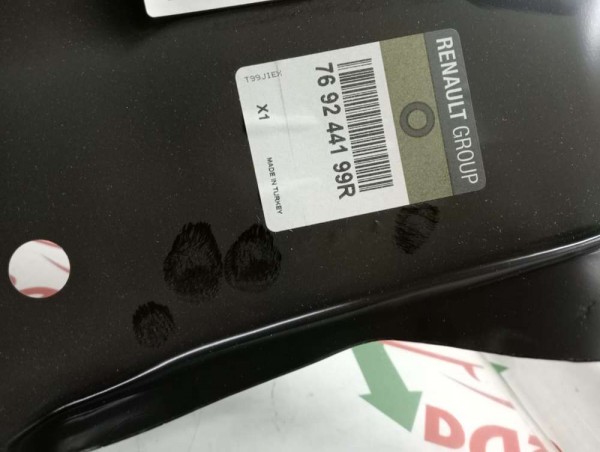 RENAULT GROUP
76 92 441 99R
T99J1EK
X1
MADE IN TURKEY